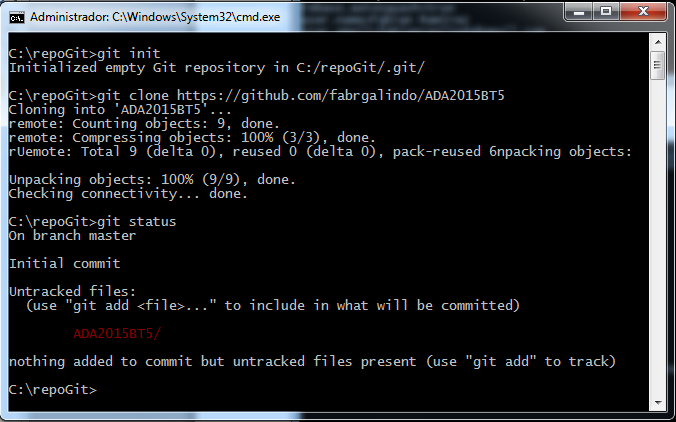 Administrador: C:\Windows\System32\cmd.exe
C:\repoGit>git init
Initialized empty Git repository in C:/repoGit/.git/
C:\repoGit>git clone https://github.com/fabrgalindo/ADA2015BT5
Cloning into 'ADA2015BT5'...
remote: Counting objects: 9, done.
remote: Compressing objects: 100% (3/3), done.
rUemote: Total 9 (delta 0), reused 0 (delta 0), pack-reused 6npacking objects:
Unpacking objects: 100% (9/9), done.
Checking connectivity... done.
C:\repoGit>git status
On branch master
Initial commit
Untracked files:
(use "git add <file>..." to include in what will be committed)
ADA2015BT5/
nothing added to commit but untracked files present (use "git add" to track)
C:\repoGit>